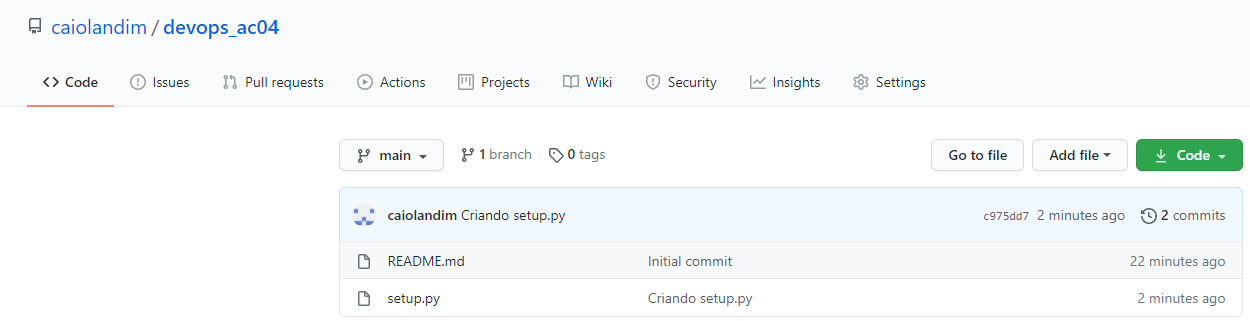 caiolandim / devops_ac04
Code Issues Pull requests Actions Projects Wiki Security Insights Settings
main 1 branch 0 tags Go to file Add file Code
caiolandim Criando setup.py c975dd7 2 minutes ago 2 commits
README.md Initial commit 22 minutes ago
setup.py Criando setup.py 2 minutes ago